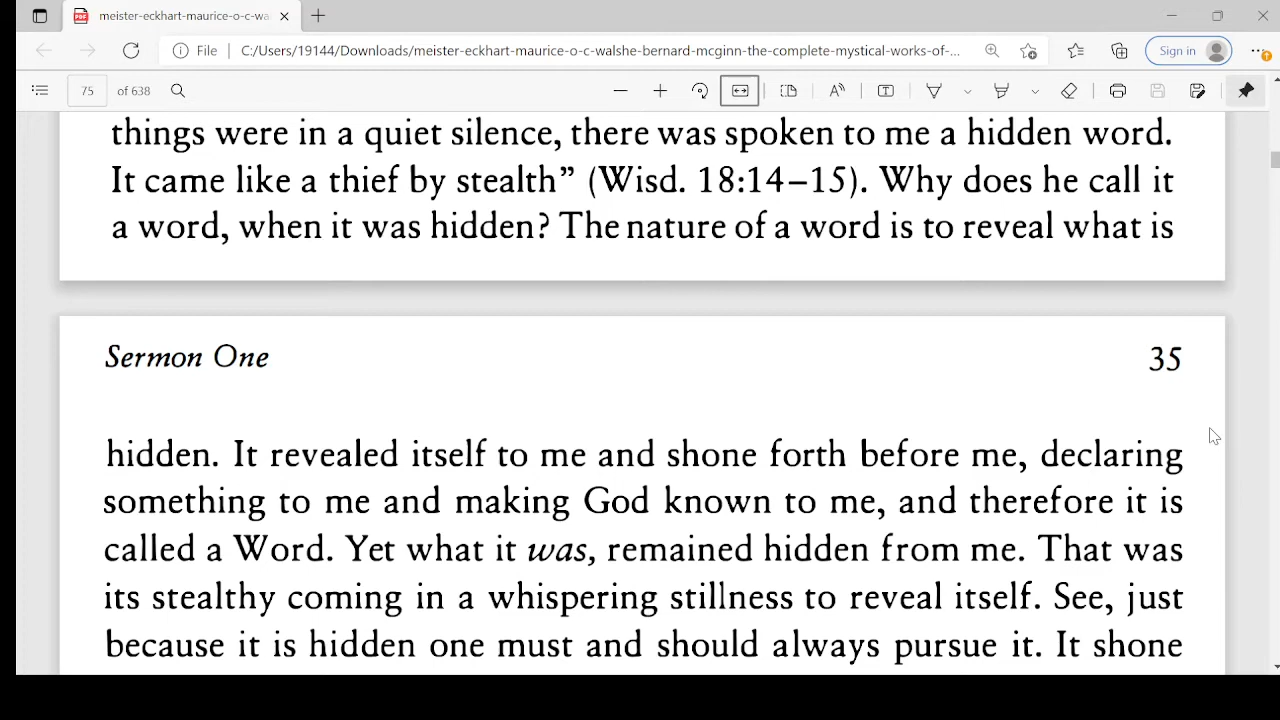 meister-eckhart-maurice-o-c-wa
File
C:/Users/19144/Downloads/meister-eckhart-maurice-o-c-walshe-bernard-mcginn-the-complete-mystical-works-of-...
Sign in
75 of 638
things were in a quiet silence, there was spoken to me a hidden word.
It came like a thief by stealth” (Wisd. 18:14–15). Why does he call it
a word, when it was hidden? The nature of a word is to reveal what is
Sermon One 35
hidden. It revealed itself to me and shone forth before me, declaring
something to me and making God known to me, and therefore it is
called a Word. Yet what it was, remained hidden from me. That was
its stealthy coming in a whispering stillness to reveal itself. See, just
because it is hidden one must and should always pursue it. It shone